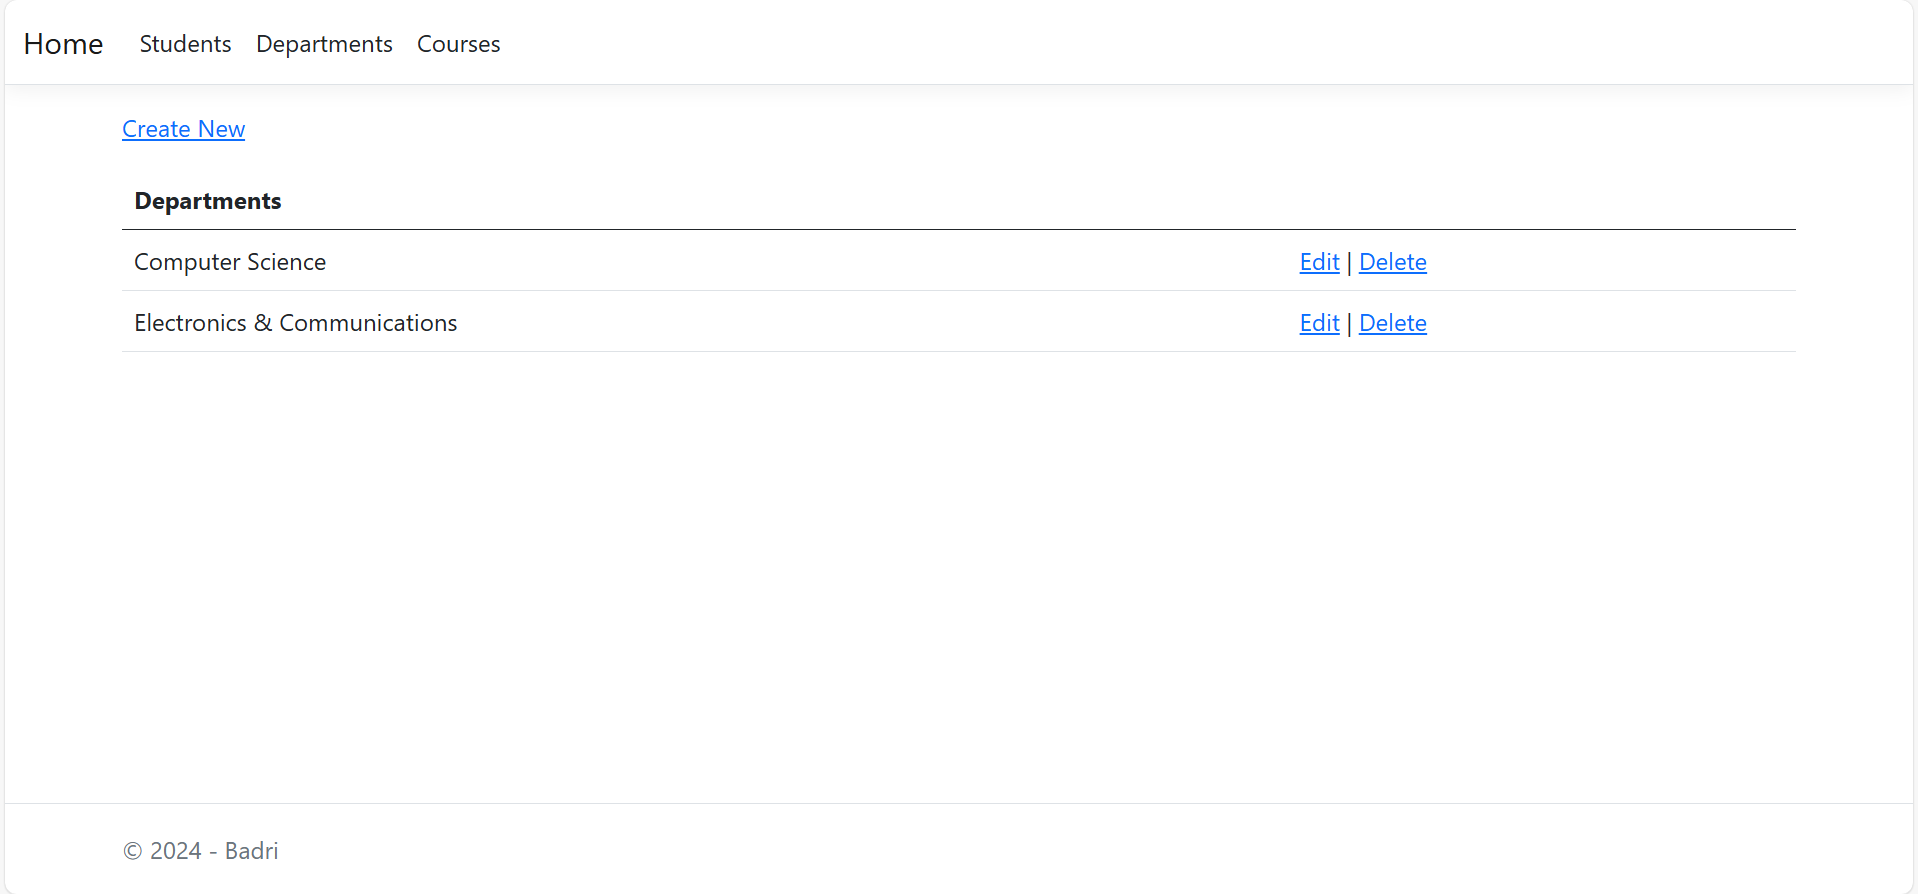 Home Students Departments Courses
Create New
Departments
Computer Science Edit | Delete
Electronics & Communications Edit | Delete
© 2024 - Badri